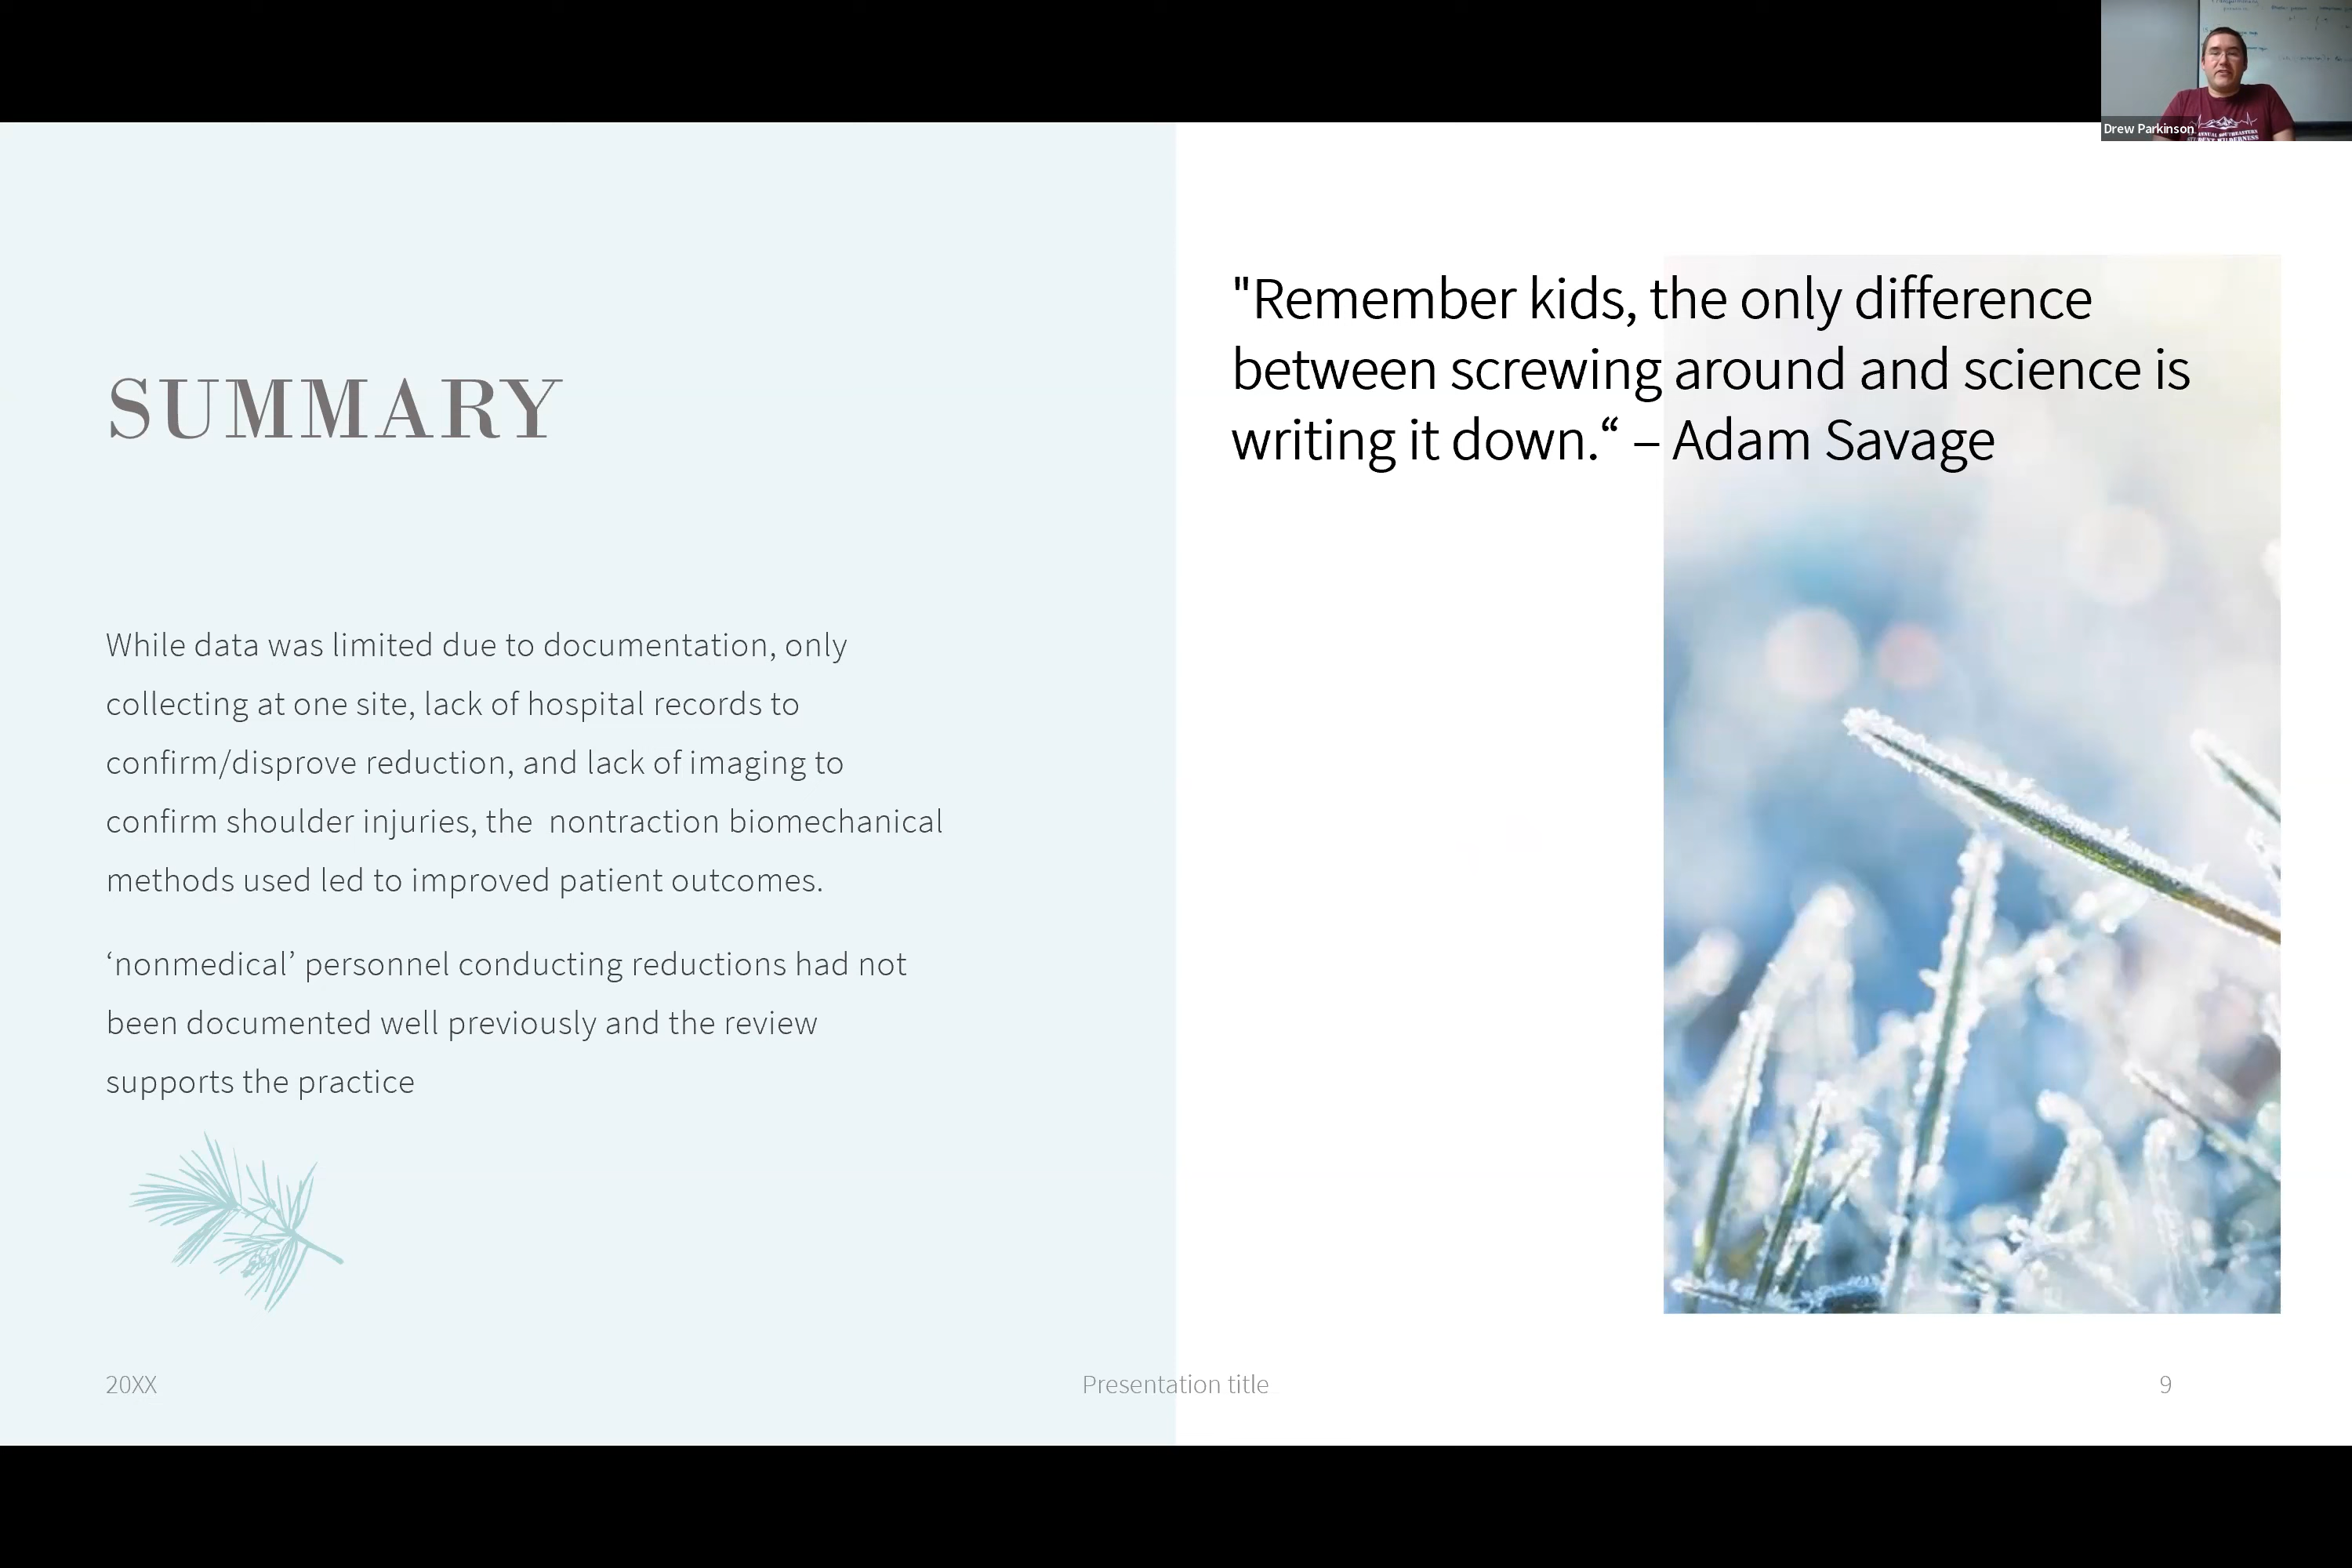 Drew Parkinson
SUMMARY
While data was limited due to documentation, only
collecting at one site, lack of hospital records to
confirm/disprove reduction, and lack of imaging to
confirm shoulder injuries, the  nontraction biomechanical
methods used led to improved patient outcomes.
‘nonmedical’ personnel conducting reductions had not
been documented well previously and the review
supports the practice
"Remember kids, the only difference
between screwing around and science is
writing it down.“ – Adam Savage
20XX
Presentation title
9